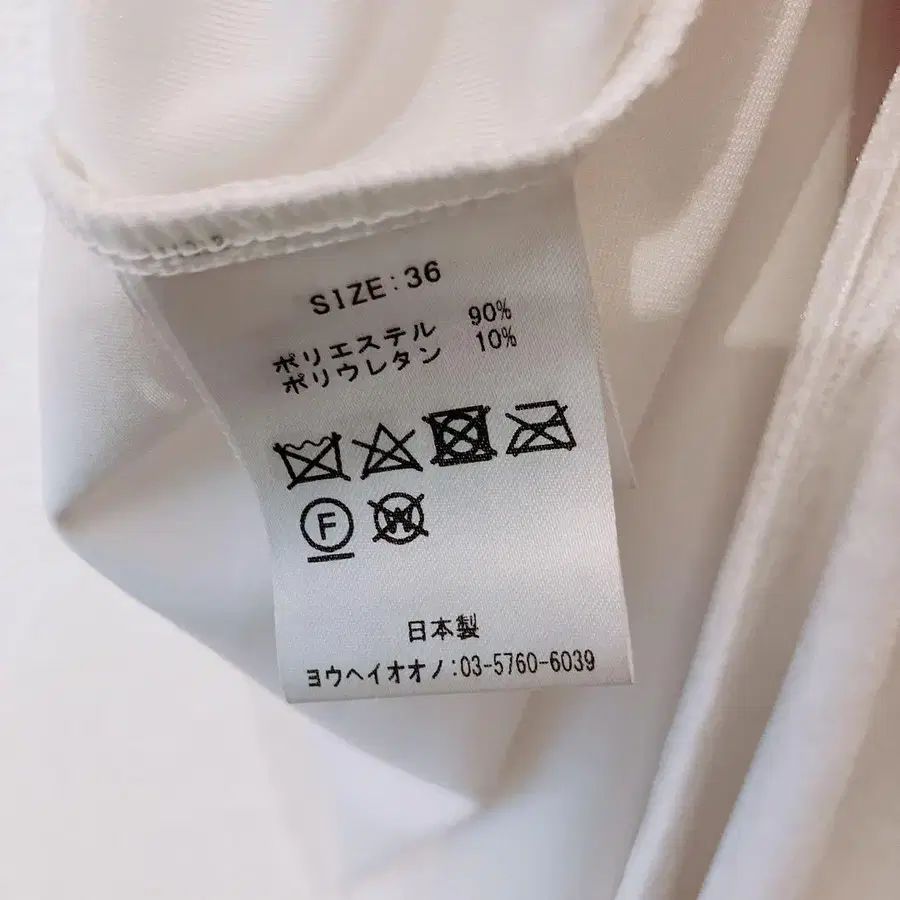 SIZE:36
ポリエステル 90%
ポリウレタン 10%
F W
日本製
ヨウヘイオオノ:03-5760-6039